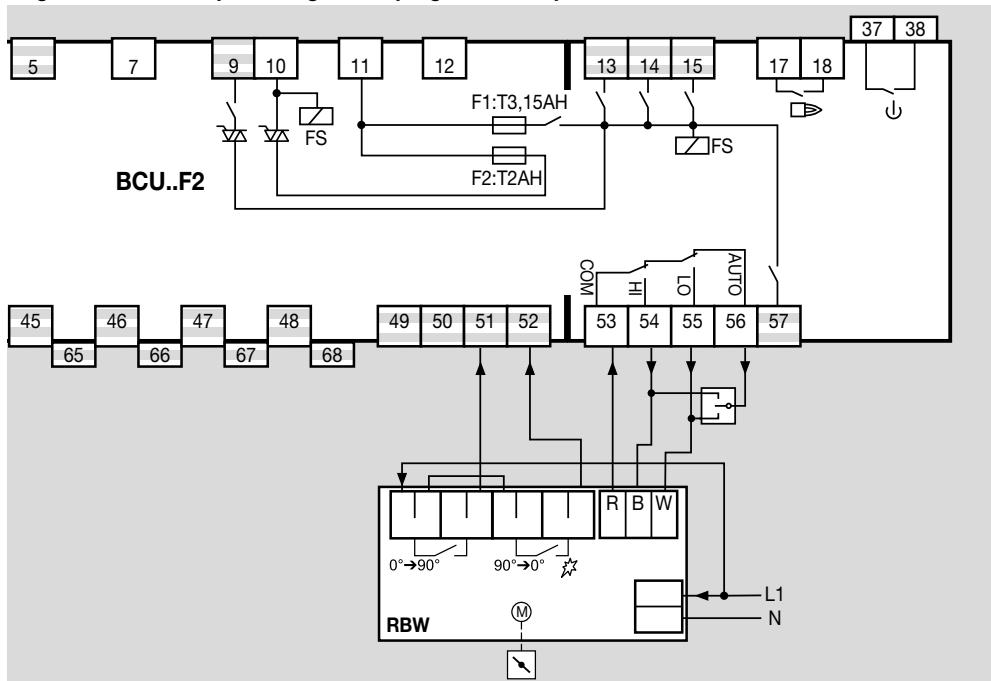 37 38
5 7 9 10 11 12 13 14 15 17 18
F1:T3,15AH
FS
FS
F2:T2AH
BCU..F2
COM HI LO AUTO
45 46 47 48 49 50 51 52 53 54 55 56 57
65 66 67 68
R B W
0°➔90° 90°➔0°
L1
M
N
RBW